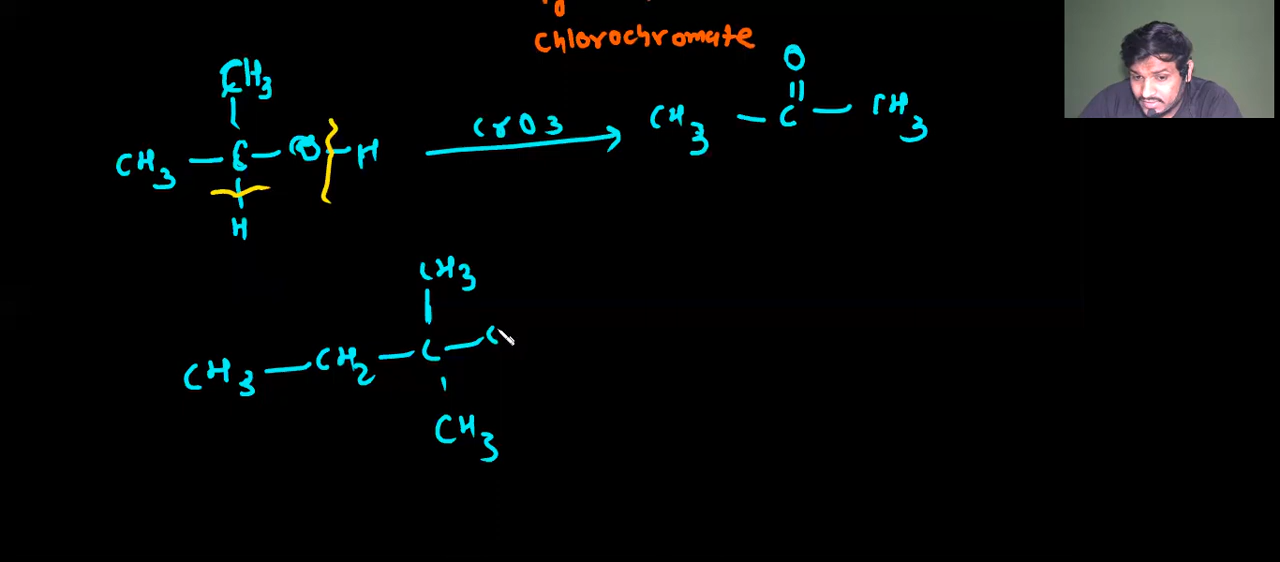 chlorochromate
O
||
CH3
CH3 — C — O — H
H
CrO3
CH3 — C — CH3
CH3
CH3 — CH2 — C —
CH3